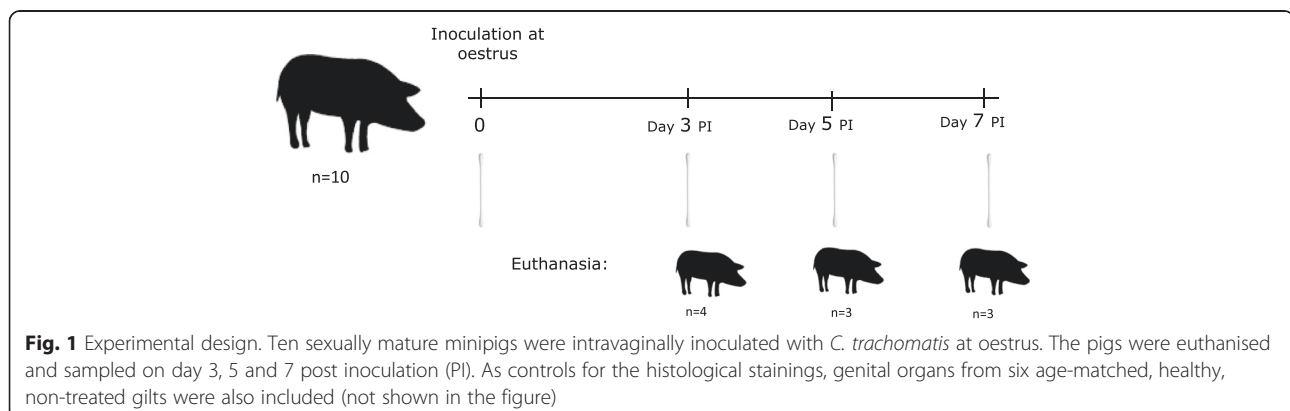 Inoculation at
oestrus
n=10
0
Day 3 PI
Day 5 PI
Day 7 PI
Euthanasia:
n=4
n=3
n=3
Fig. 1 Experimental design. Ten sexually mature minipigs were intravaginally inoculated with C. trachomatis at oestrus. The pigs were euthanised
and sampled on day 3, 5 and 7 post inoculation (PI). As controls for the histological stainings, genital organs from six age-matched, healthy,
non-treated gilts were also included (not shown in the figure)